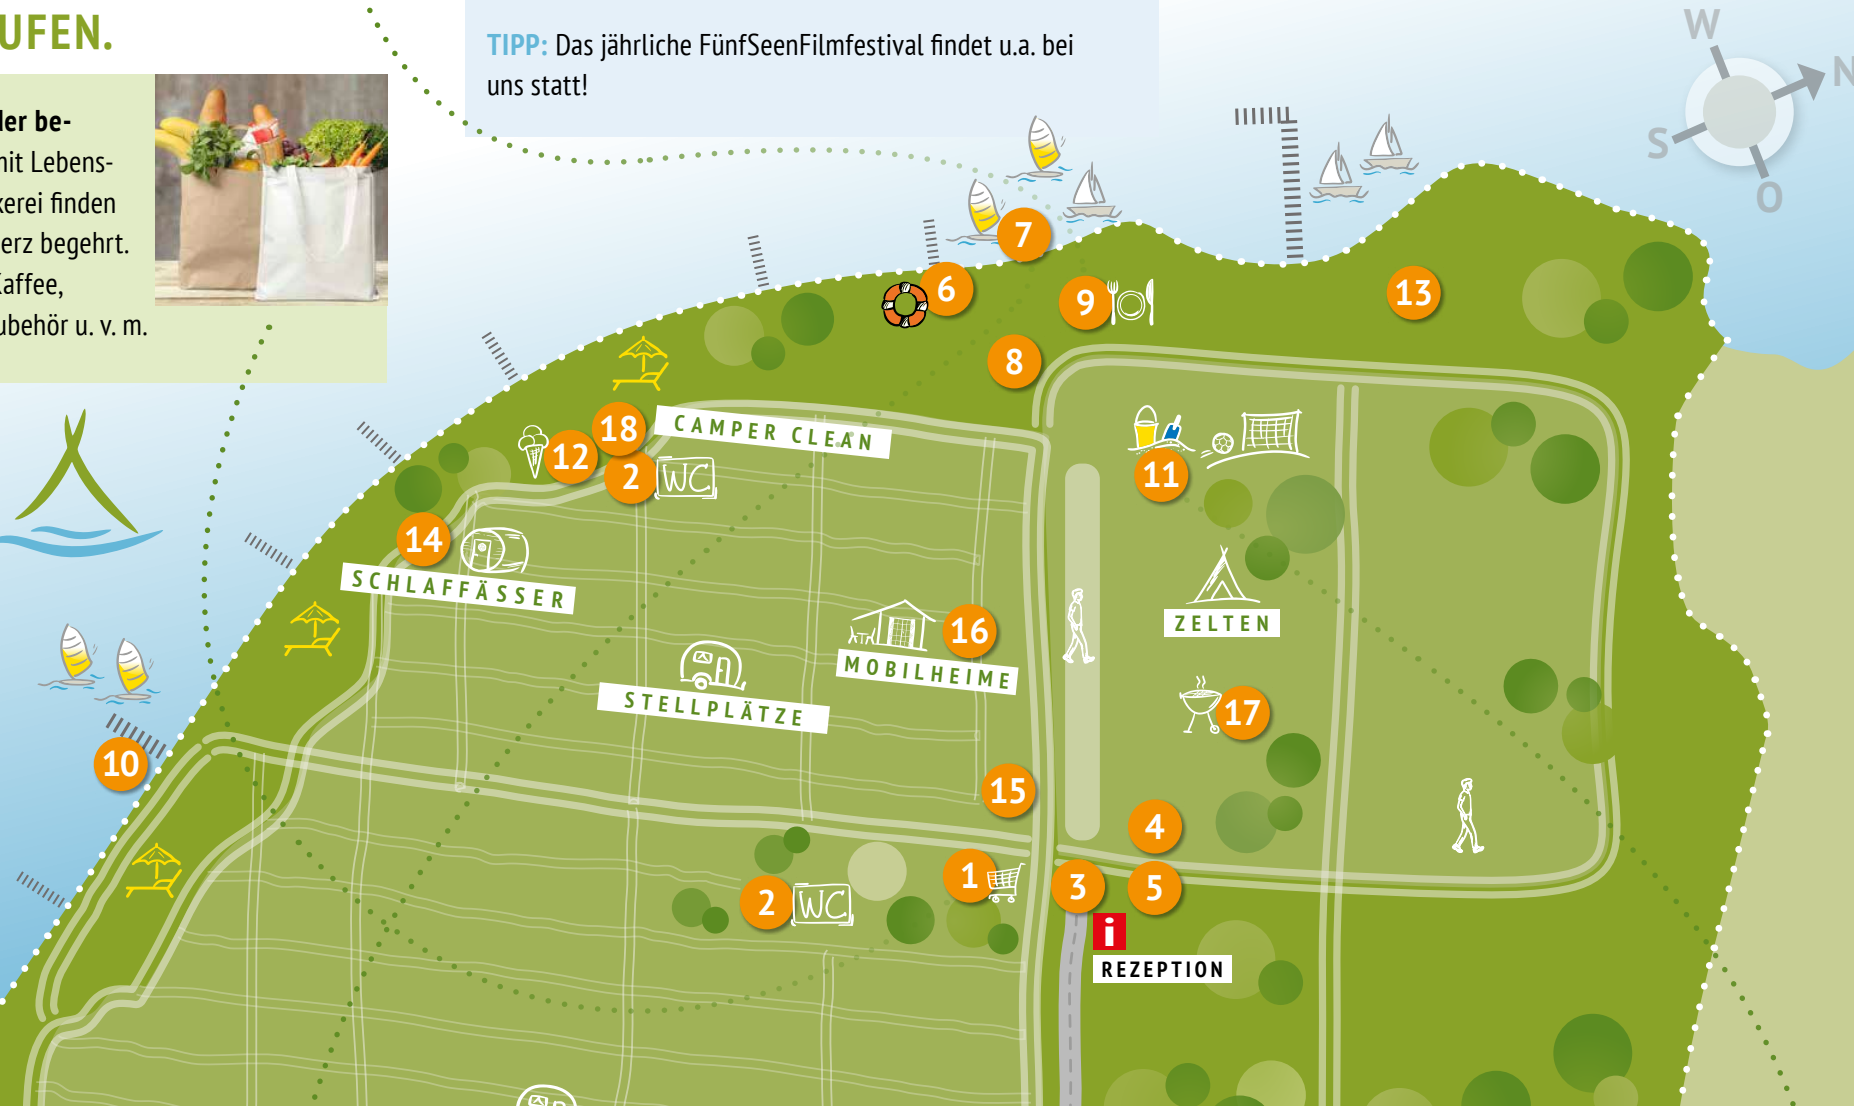 UFEN.
TIPP: Das jährliche FünfSeenFilmfestival findet u.a. bei
uns statt!
der be-
mit Lebens-
kerei finden
erz begehrt.
Kaffee,
ubehör u. v. m.
W
N
S
O
7
6
9
13
8
18
CAMPER CLEAN
12
2
WC
11
14
SCHLAFFÄSSER
16
MOBILHEIME
ZELTEN
STELLPLÄTZE
17
10
15
4
1
3
5
2
WC
i
REZEPTION